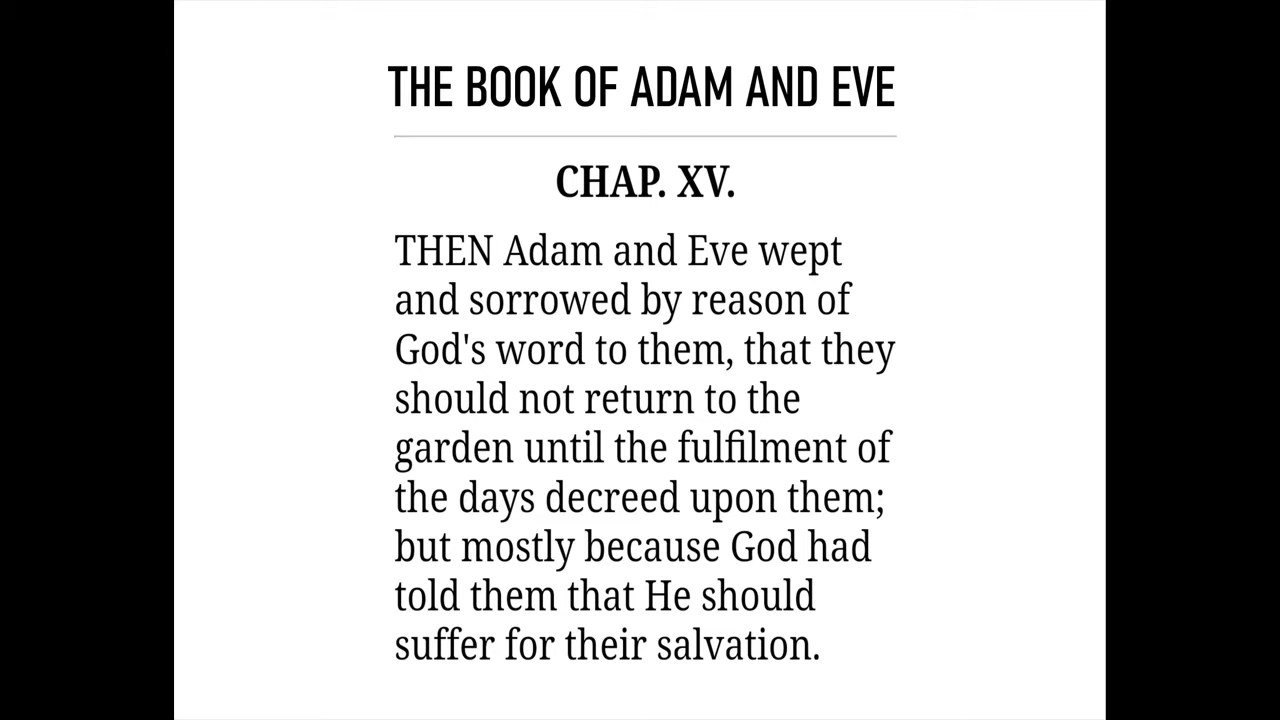 THE BOOK OF ADAM AND EVE
CHAP. XV.
THEN Adam and Eve wept
and sorrowed by reason of
God's word to them, that they
should not return to the
garden until the fulfilment of
the days decreed upon them;
but mostly because God had
told them that He should
suffer for their salvation.